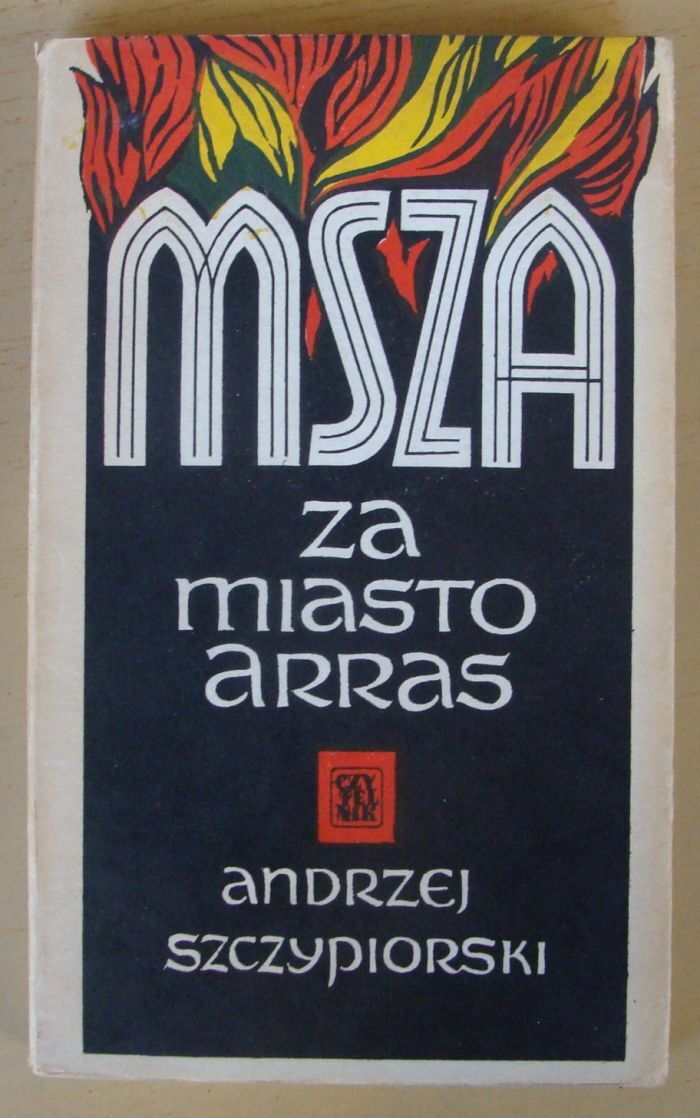 MSZA
za
miasto
arras
CZY
TEL
NIK
andrzej
szczypiorski